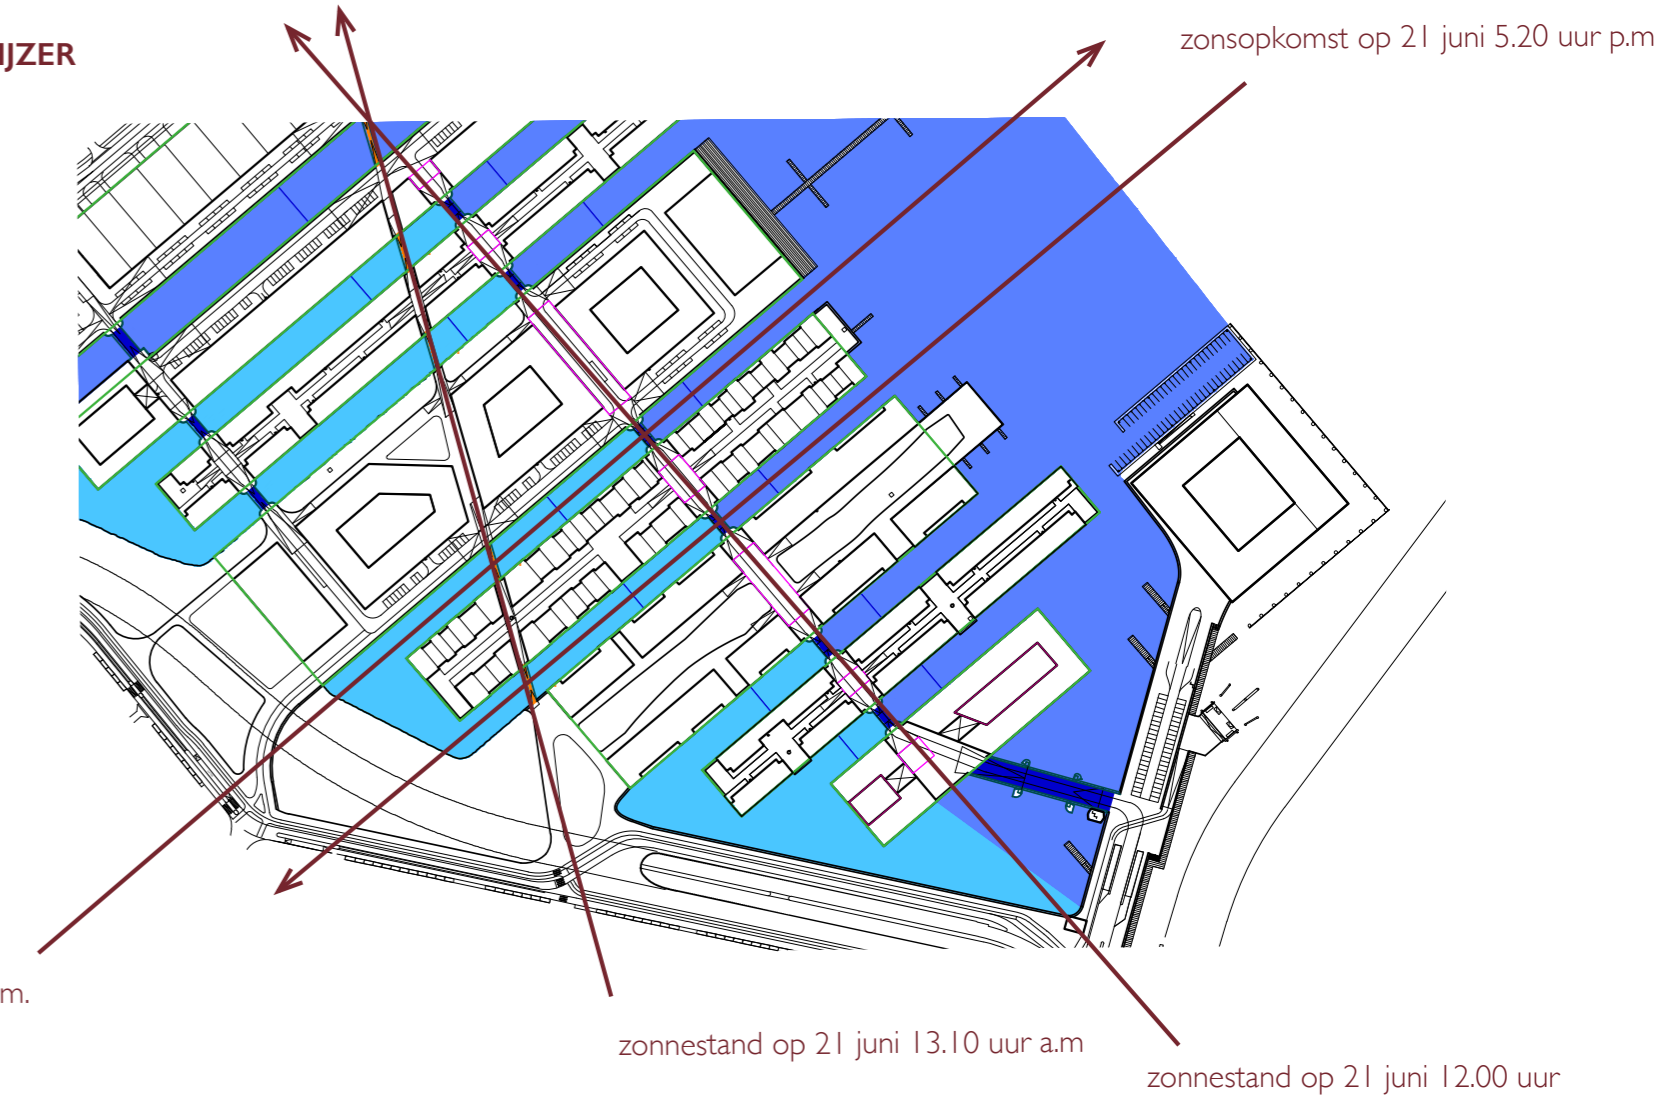 IJZER
zonsopkomst op 21 juni 5.20 uur p.m
m.
zonnestand op 21 juni 13.10 uur a.m
zonnestand op 21 juni 12.00 uur